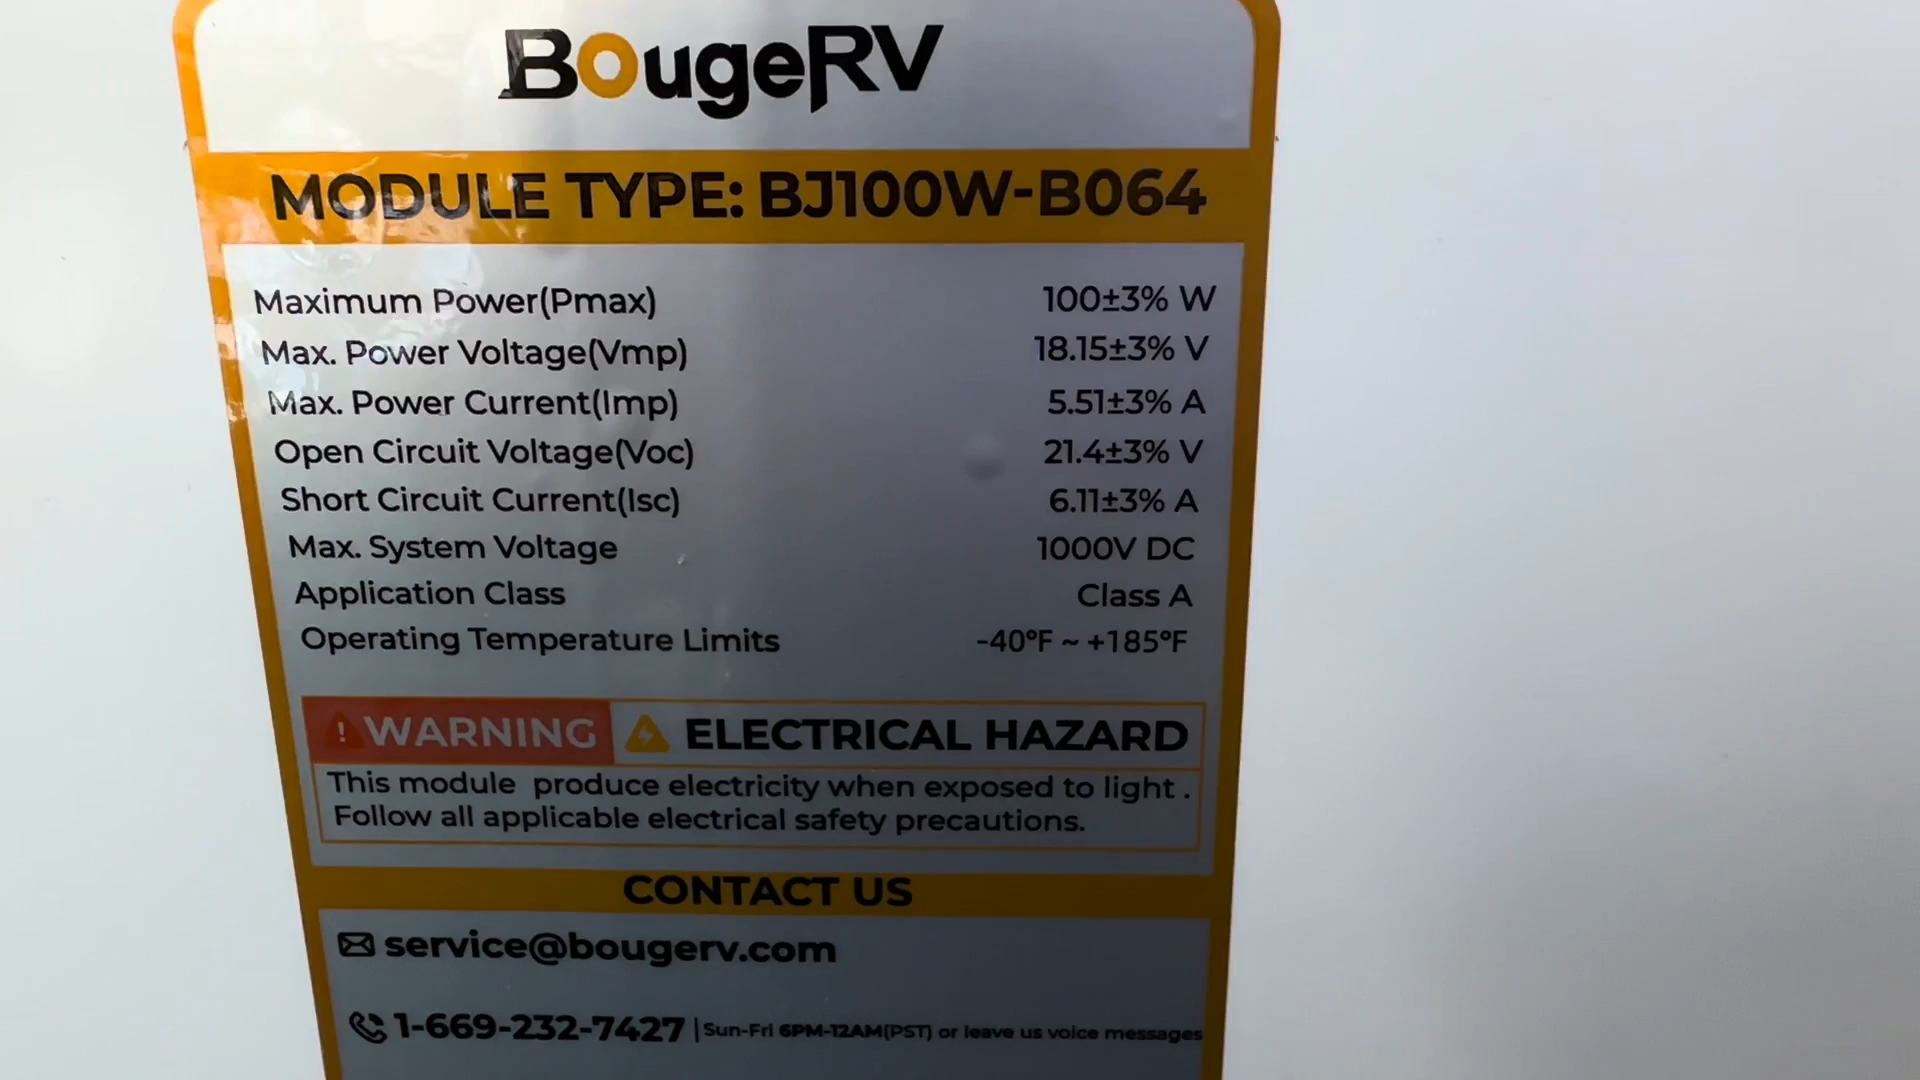 BougeRV
MODULE TYPE: BJ100W-B064
Maximum Power(Pmax) 100±3% W
Max. Power Voltage(Vmp) 18.15±3% V
Max. Power Current(Imp) 5.51±3% A
Open Circuit Voltage(Voc) 21.4±3% V
Short Circuit Current(Isc) 6.11±3% A
Max. System Voltage 1000V DC
Application Class Class A
Operating Temperature Limits -40°F ~ +185°F
WARNING ELECTRICAL HAZARD
This module produce electricity when exposed to light .
Follow all applicable electrical safety precautions.
CONTACT US
service@bougerv.com
1-669-232-7427 | Sun-Fri 6PM-12AM(PST) or leave us voice messages